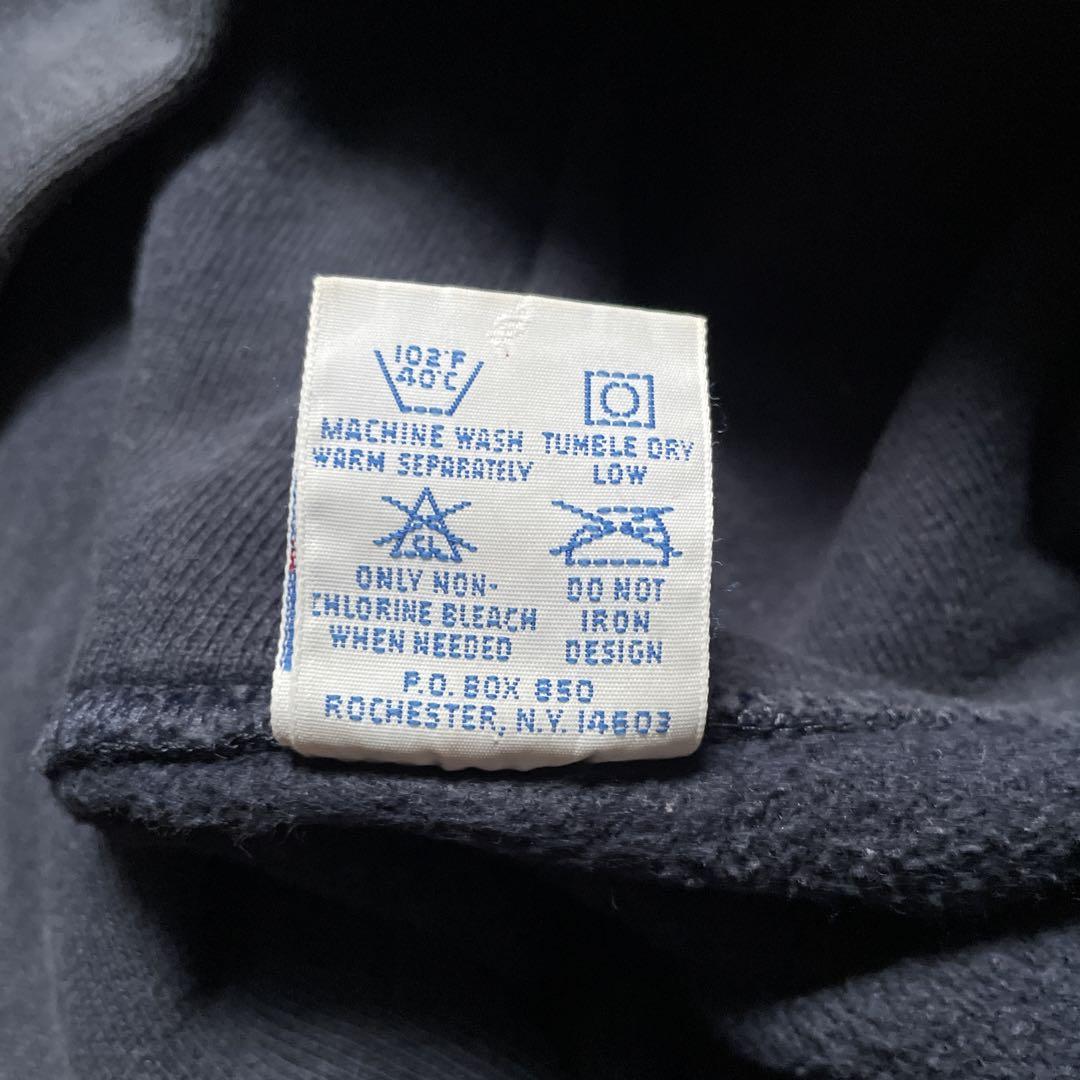 102°F
40°C
MACHINE WASH
WARM SEPARATELY
TUMBLE DRY
LOW
CL
ONLY NON-
CHLORINE BLEACH
WHEN NEEDED
DO NOT
IRON
DESIGN
P.O. BOX 850
ROCHESTER, N.Y. 14603